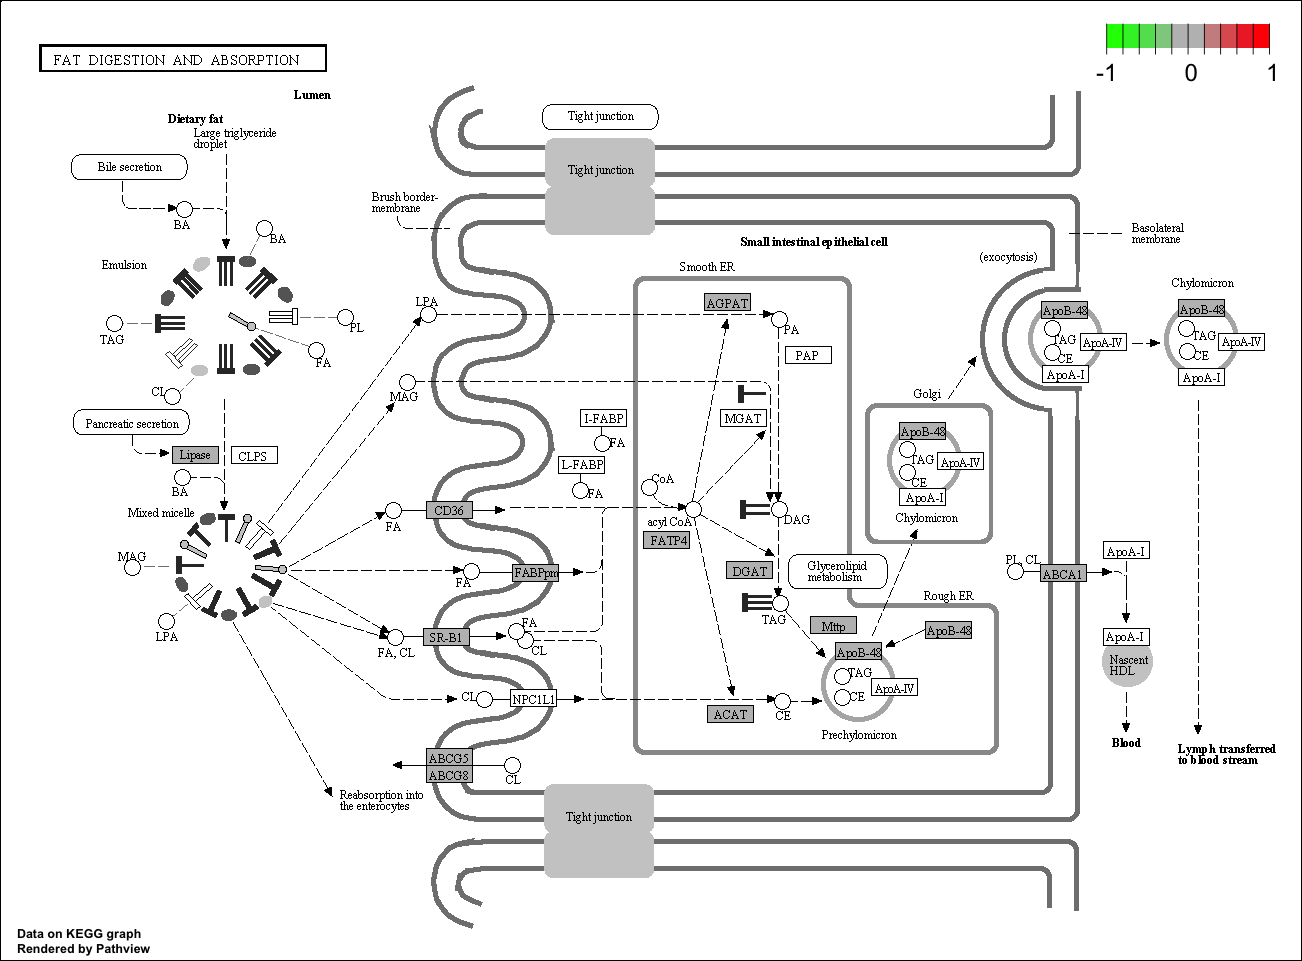 FAT DIGESTION AND ABSORPTION
-1
0
1
Lumen
Dietary fat
Large triglyceride
droplet
Bile secretion
BA
BA
Emulsion
TAG
PL
FA
CL
Pancreatic secretion
Lipase
CLPS
BA
Mixed micelle
MAG
LPA
Brush border-
membrane
Tight junction
Tight junction
Small intestinal epithelial cell
Basolateral
membrane
(exocytosis)
Smooth ER
LPA
AGPAT
PA
PAP
MAG
MGAT
I-FABP
FA
L-FABP
FA
CoA
acyl CoA
FATP4
DAG
FA
CD36
FA
FABPpm
DGAT
Glycerolipid
metabolism
TAG
FA, CL
SR-B1
FA
CL
CL
NPC1L1
ACAT
CE
ABCG5
ABCG8
CL
Reabsorption into
the enterocytes
Tight junction
Rough ER
Mttp
ApoB-48
ApoB-48
TAG
ApoA-IV
CE
Prechylomicron
Golgi
ApoB-48
TAG
ApoA-IV
CE
ApoA-I
Chylomicron
ApoB-48
TAG
ApoA-IV
CE
ApoA-I
Chylomicron
ApoB-48
TAG
ApoA-IV
CE
ApoA-I
PL, CL
ABCA1
ApoA-I
ApoA-I
Nascent
HDL
Blood
Lymph transferred
to blood stream
Data on KEGG graph
Rendered by Pathview